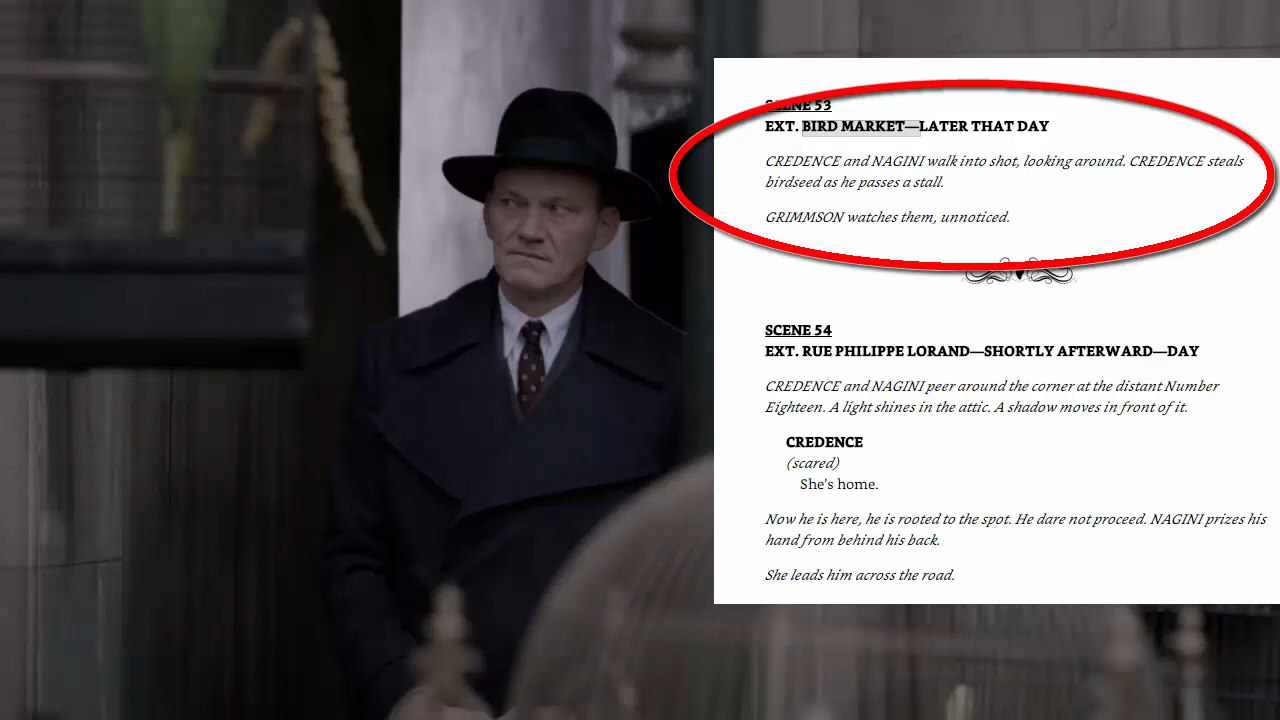 SCENE 53
EXT. BIRD MARKET—LATER THAT DAY
CREDENCE and NAGINI walk into shot, looking around. CREDENCE steals
birdseed as he passes a stall.
GRIMMSON watches them, unnoticed.
SCENE 54
EXT. RUE PHILIPPE LORAND—SHORTLY AFTERWARD—DAY
CREDENCE and NAGINI peer around the corner at the distant Number
Eighteen. A light shines in the attic. A shadow moves in front of it.
CREDENCE
(scared)
She's home.
Now he is here, he is rooted to the spot. He dare not proceed. NAGINI prizes his
hand from behind his back.
She leads him across the road.